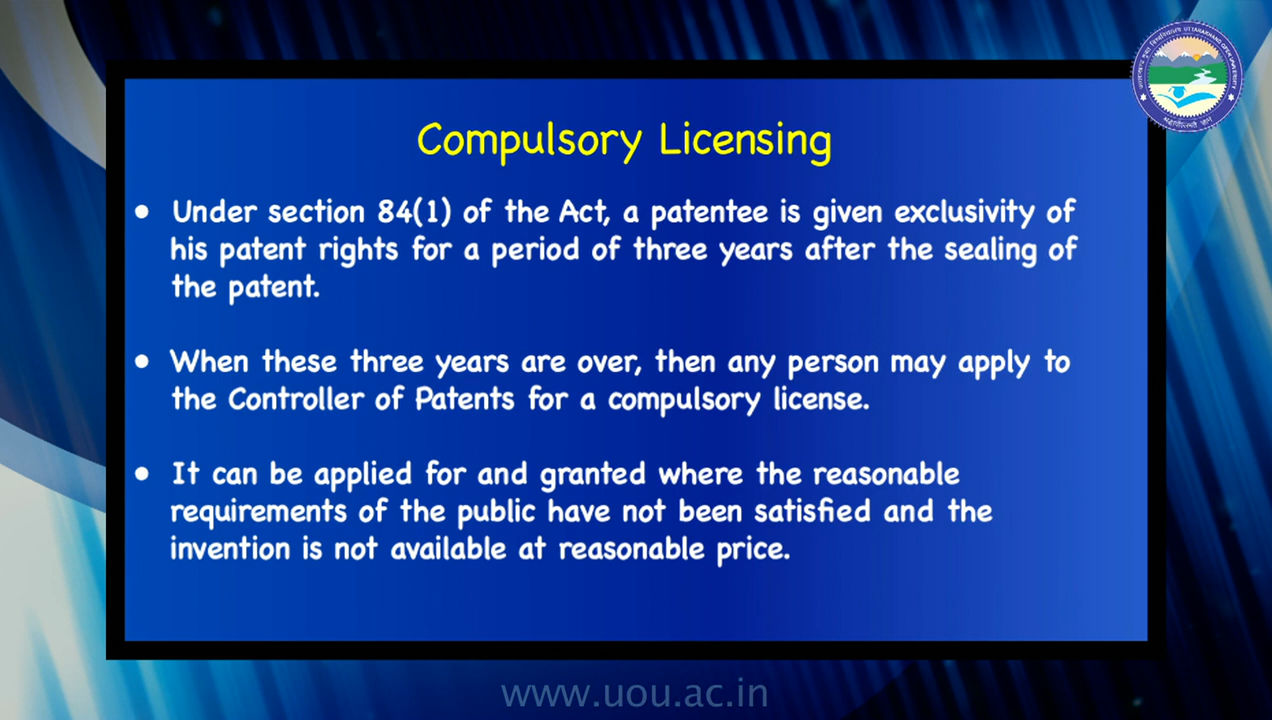 Compulsory Licensing
• Under section 84(1) of the Act, a patentee is given exclusivity of
his patent rights for a period of three years after the sealing of
the patent.
• When these three years are over, then any person may apply to
the Controller of Patents for a compulsory license.
• It can be applied for and granted where the reasonable
requirements of the public have not been satisfied and the
invention is not available at reasonable price.
www.uou.ac.in